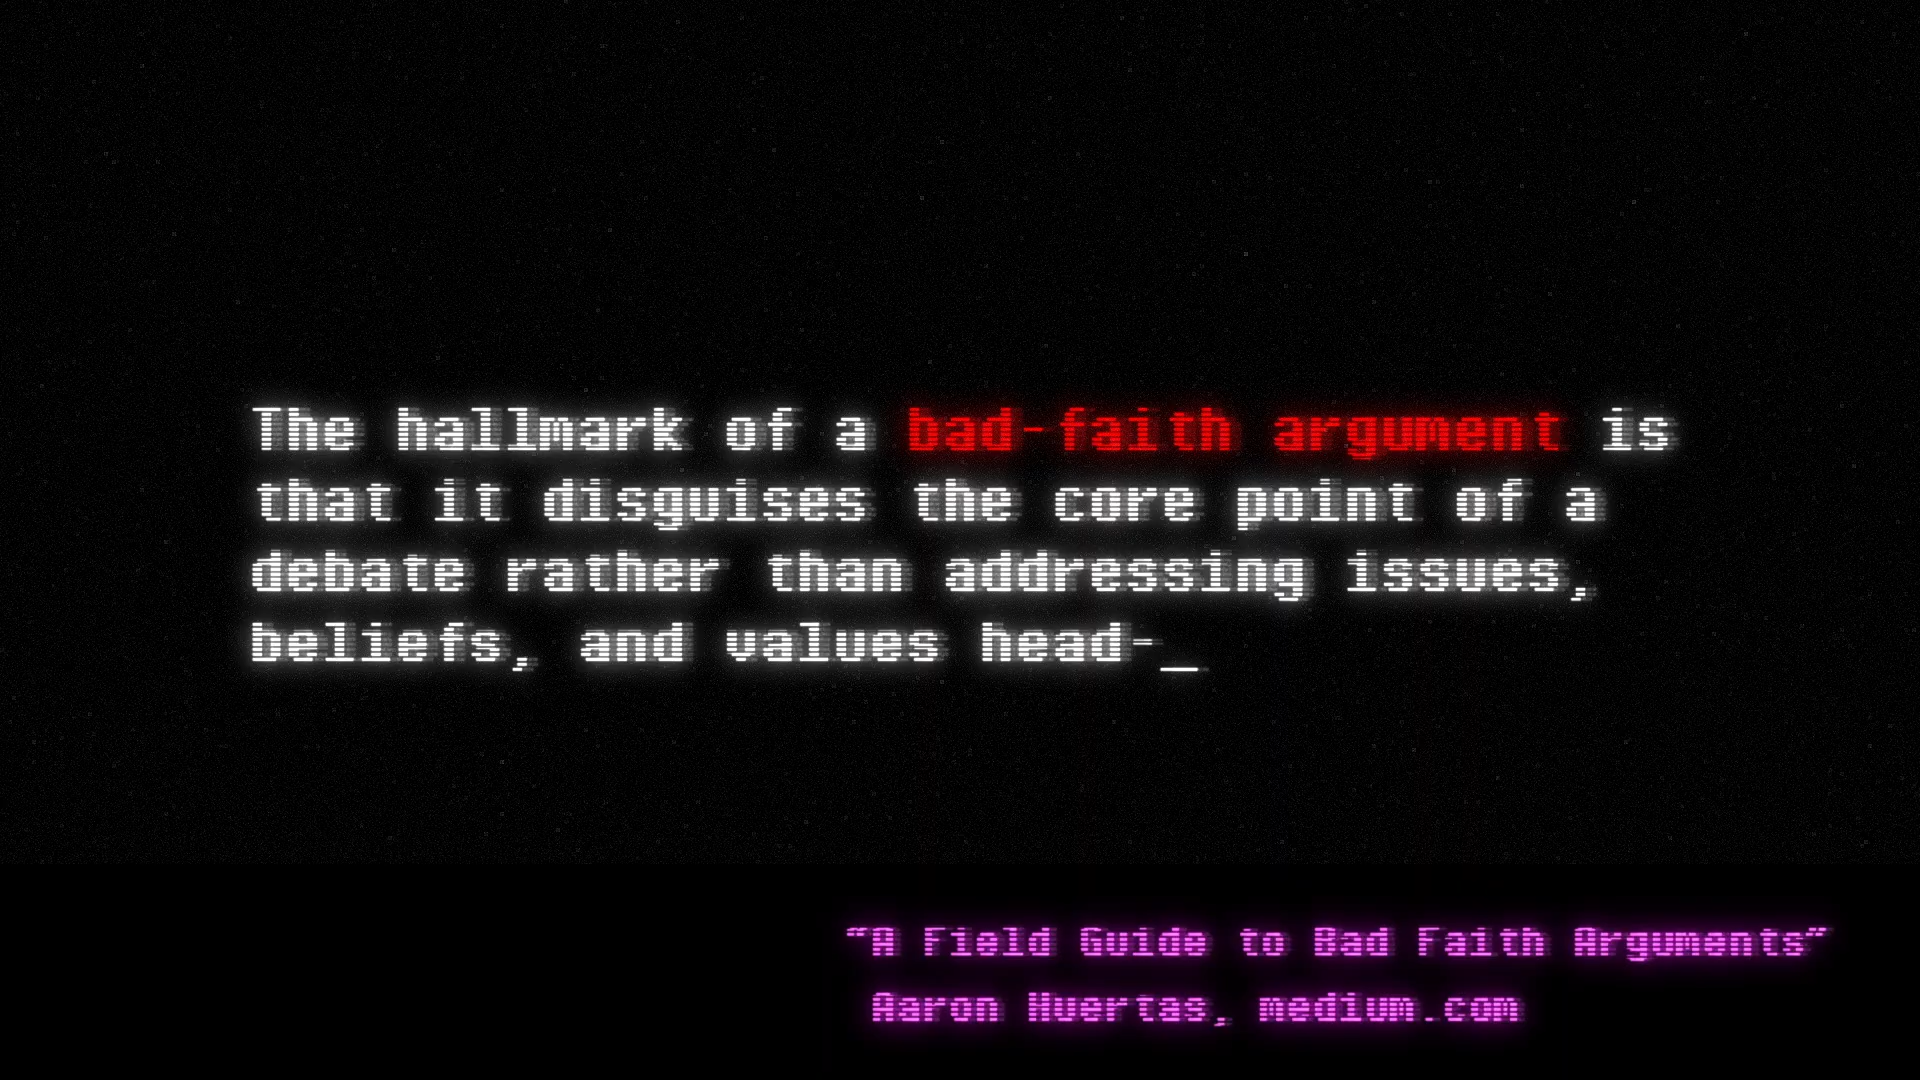 The hallmark of a bad-faith argument is
that it disguises the core point of a
debate rather than addressing issues,
beliefs, and values head-_
"A Field Guide to Bad Faith Arguments"
Aaron Huertas, medium.com